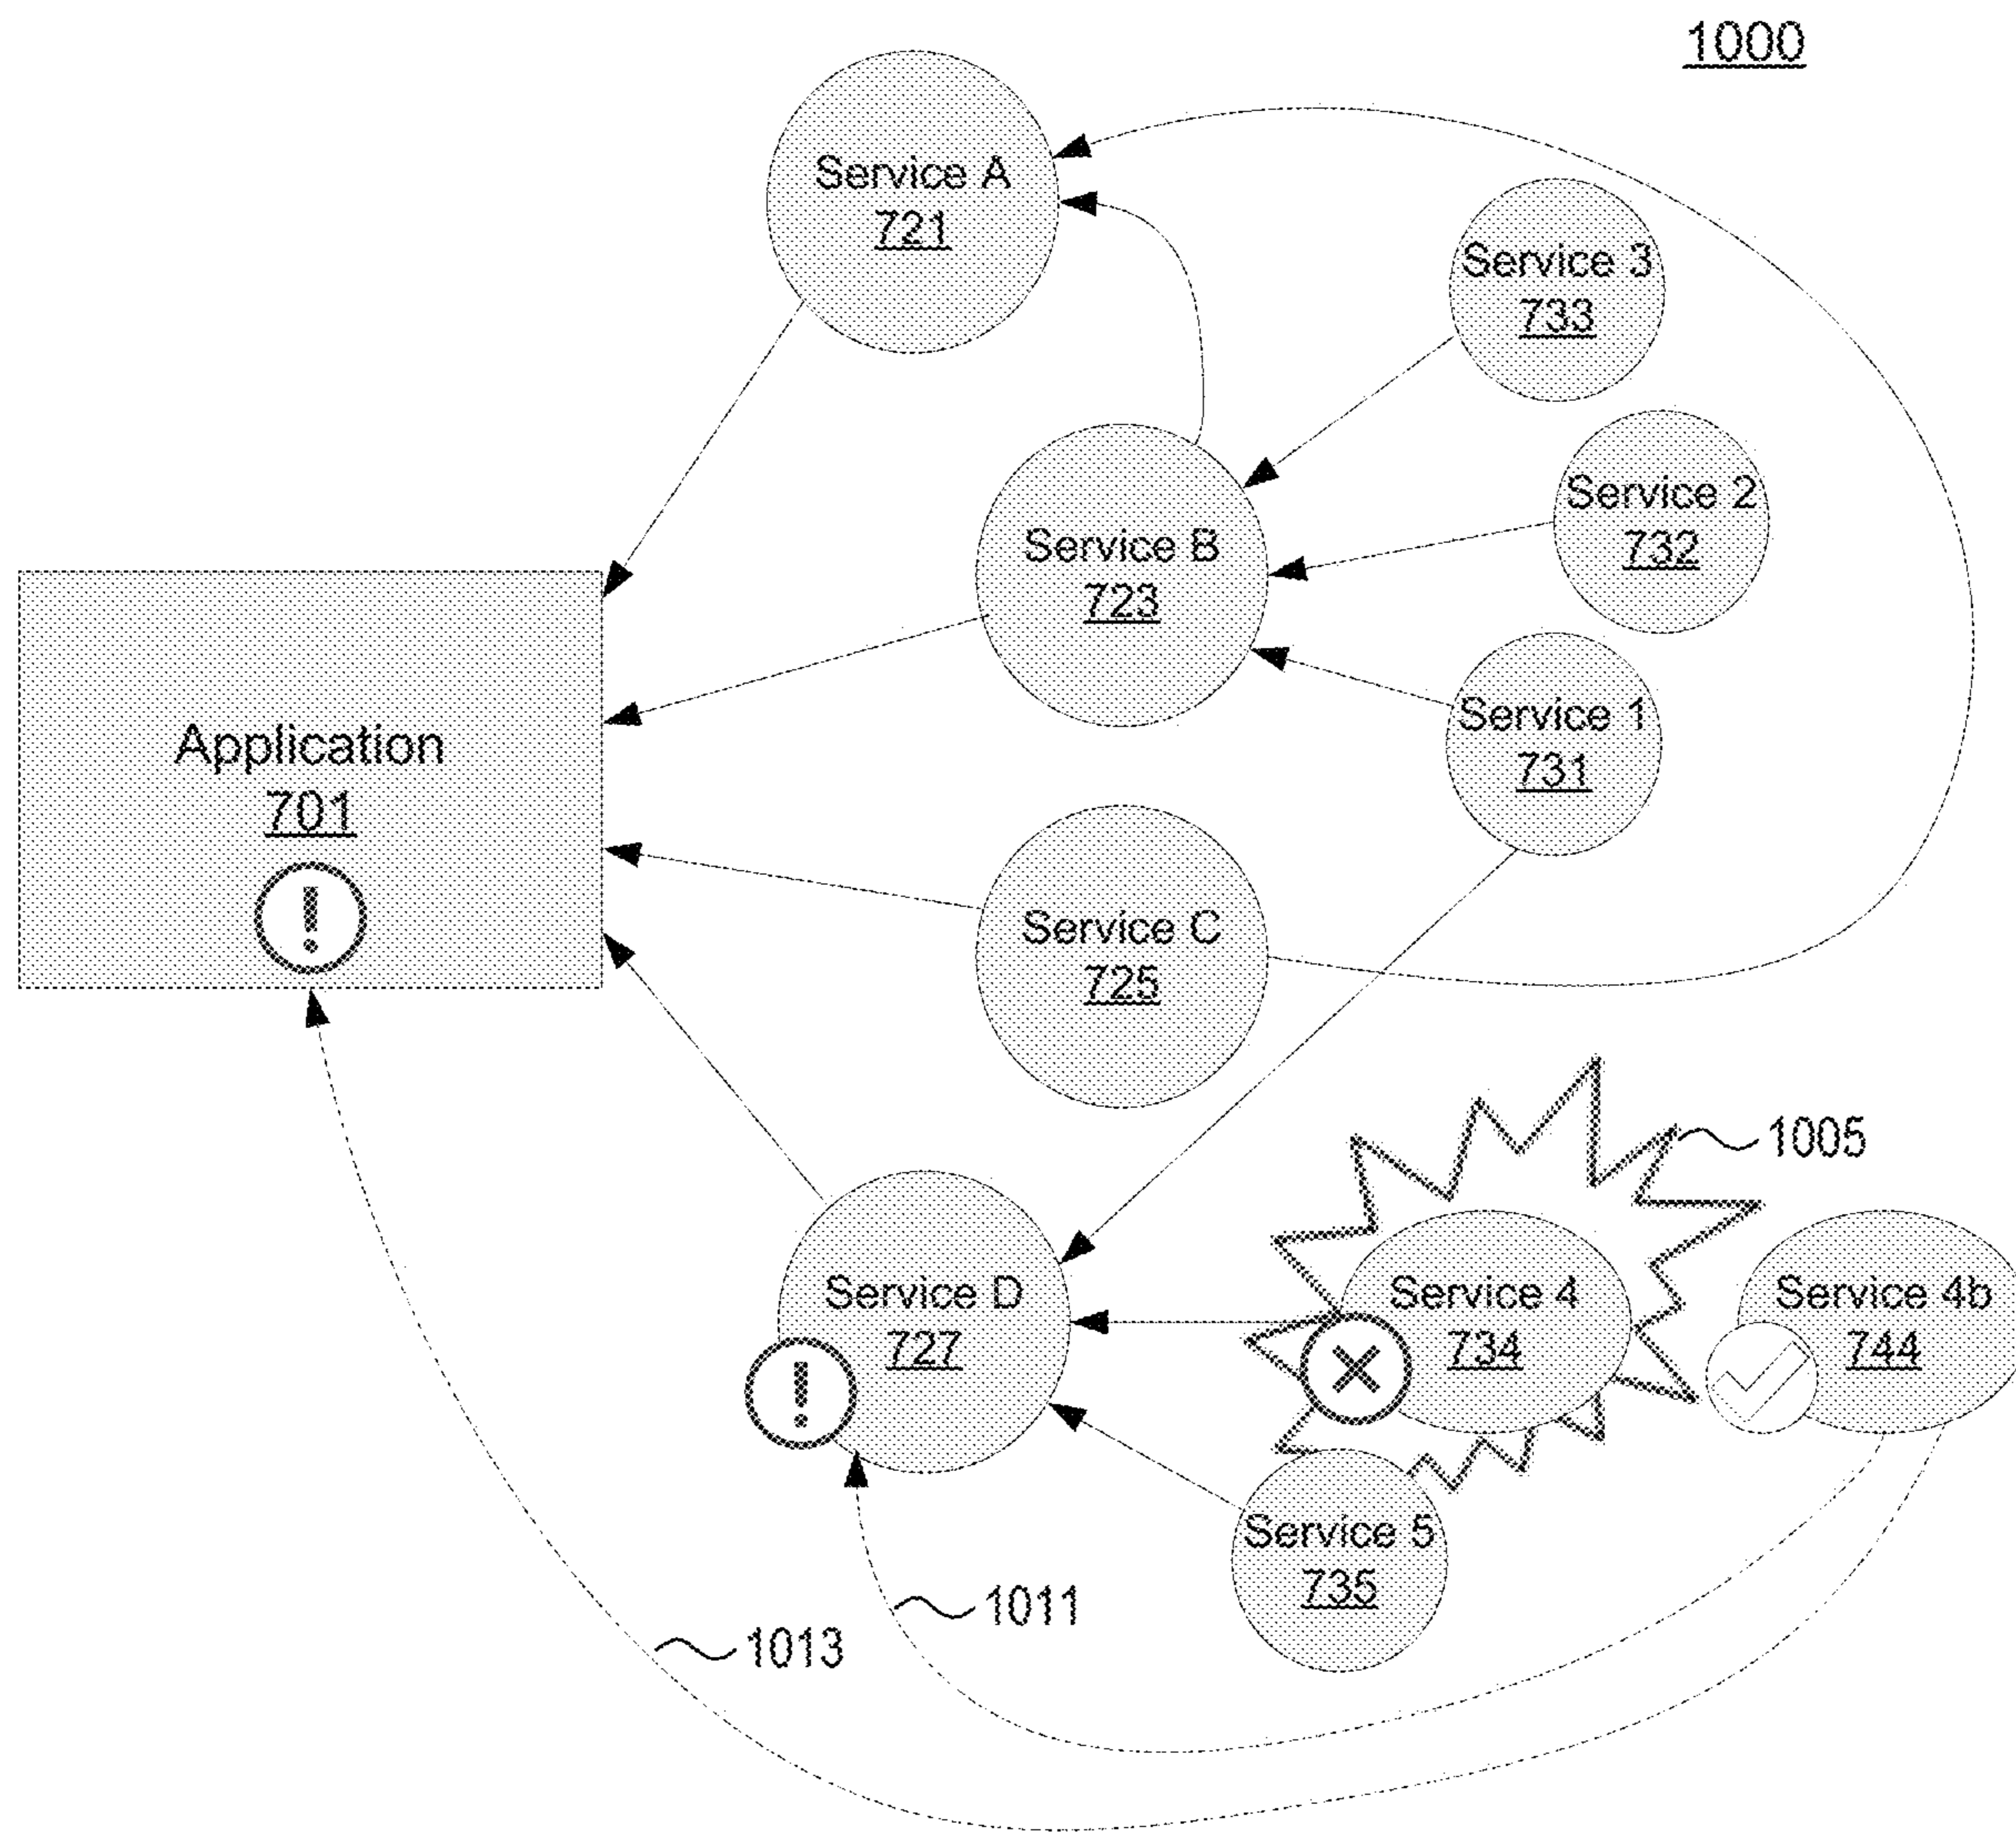 1000
Service A
721
Service 3
733
Service 2
732
Service B
723
Service 1
731
Application
701
!
Service C
725
1005
Service D
727
!
Service 4
734
Service 4b
744
Service 5
735
1011
1013